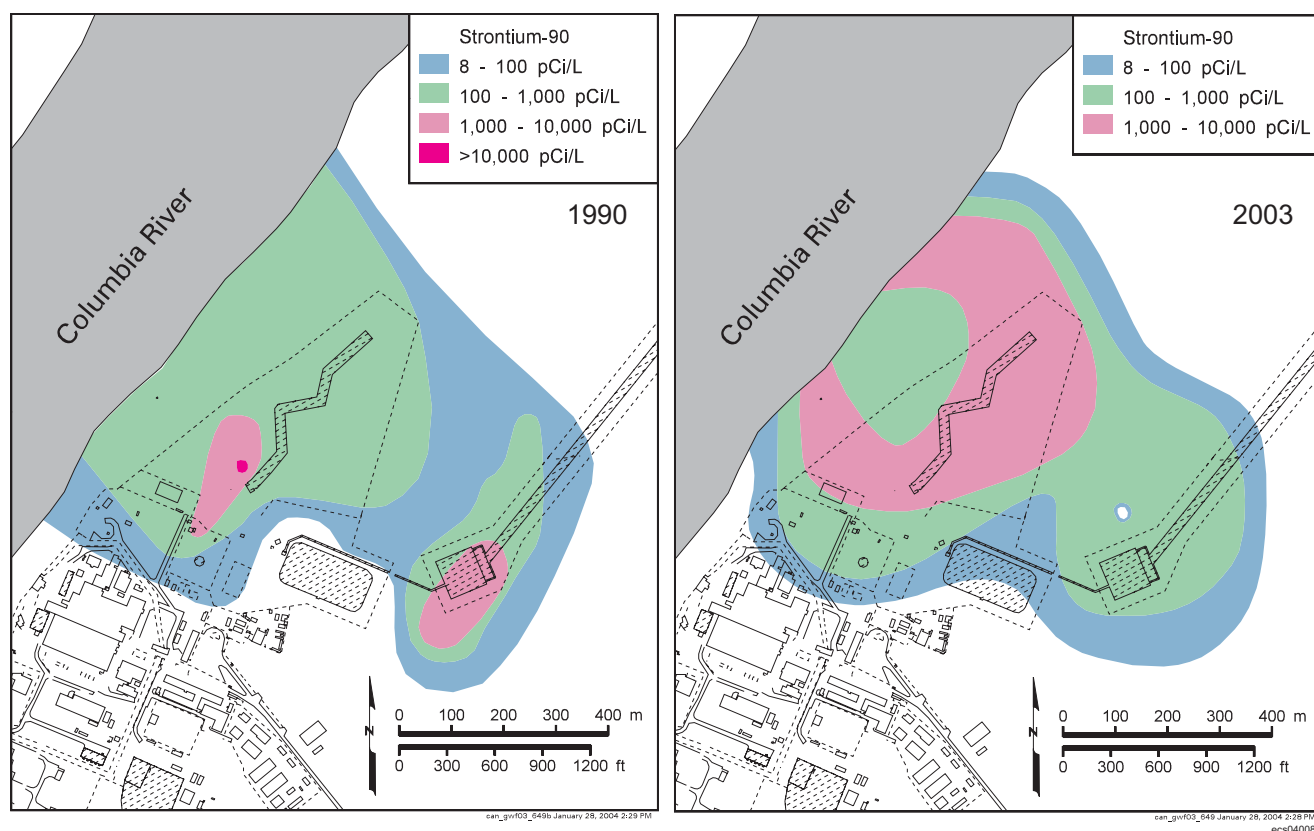 Strontium-90
8 - 100 pCi/L
100 - 1,000 pCi/L
1,000 - 10,000 pCi/L
>10,000 pCi/L
1990
Columbia River
N
0 100 200 300 400 m
0 300 600 900 1200 ft
can_gwf03_649b January 28, 2004 2:29 PM
Strontium-90
8 - 100 pCi/L
100 - 1,000 pCi/L
1,000 - 10,000 pCi/L
2003
Columbia River
N
0 100 200 300 400 m
0 300 600 900 1200 ft
can_gwf03_649 January 28, 2004 2:28 PM